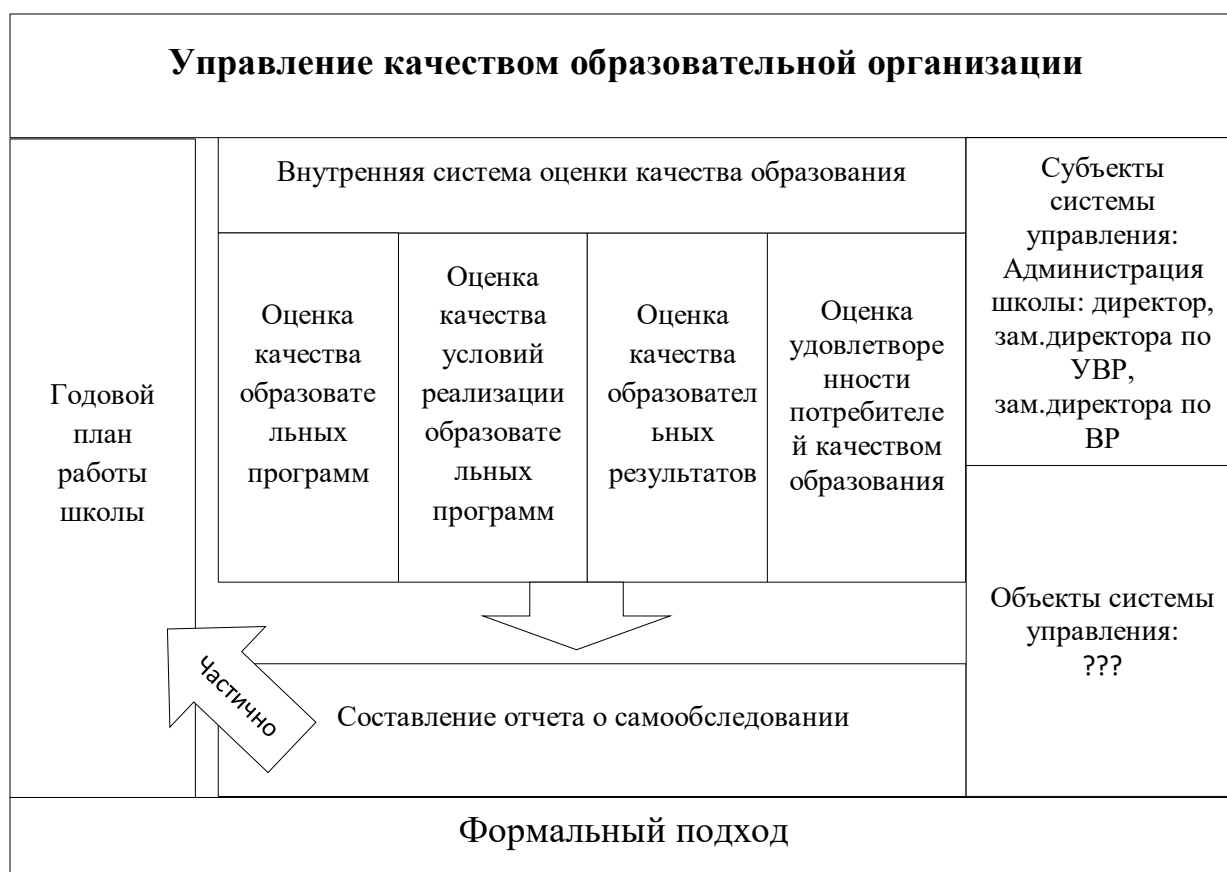 Управление качеством образовательной организации
Годовой
план
работы
школы
Внутренняя система оценки качества образования
Оценка
качества
образовате
льных
программ
Оценка
качества
условий
реализации
образовате
льных
программ
Оценка
качества
образовател
ьных
результатов
Оценка
удовлетворе
нности
потребителе
й качеством
образования
Субъекты
системы
управления:
Администрация
школы: директор,
зам.директора по
УВР,
зам.директора по
ВР
Объекты системы
управления:
???
Частично
Составление отчета о самообследовании
Формальный подход